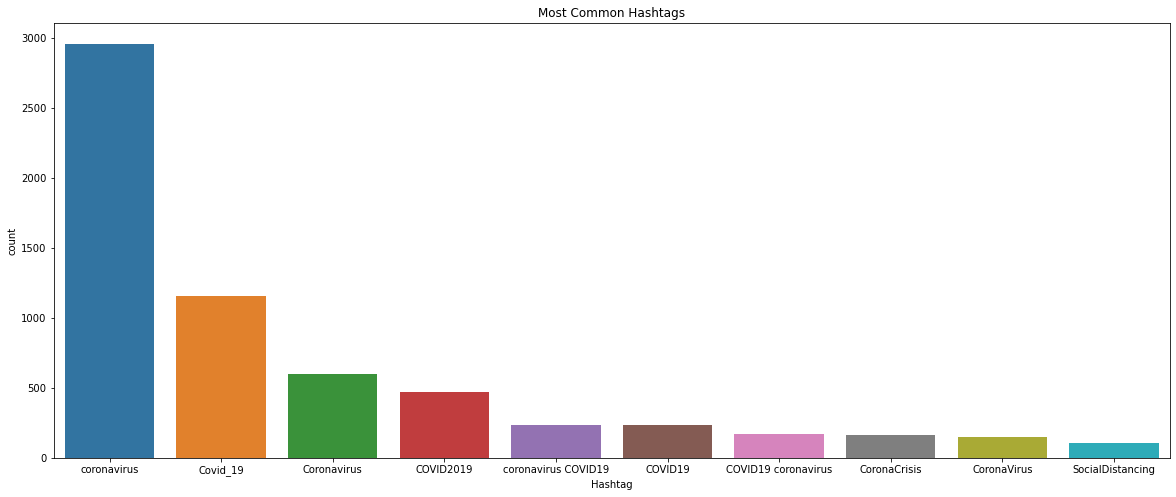 Most Common Hashtags
count
3000
2500
2000
1500
1000
500
0
coronavirus Covid_19 Coronavirus COVID2019 coronavirus COVID19 COVID19 COVID19 coronavirus CoronaCrisis CoronaVirus SocialDistancing
Hashtag